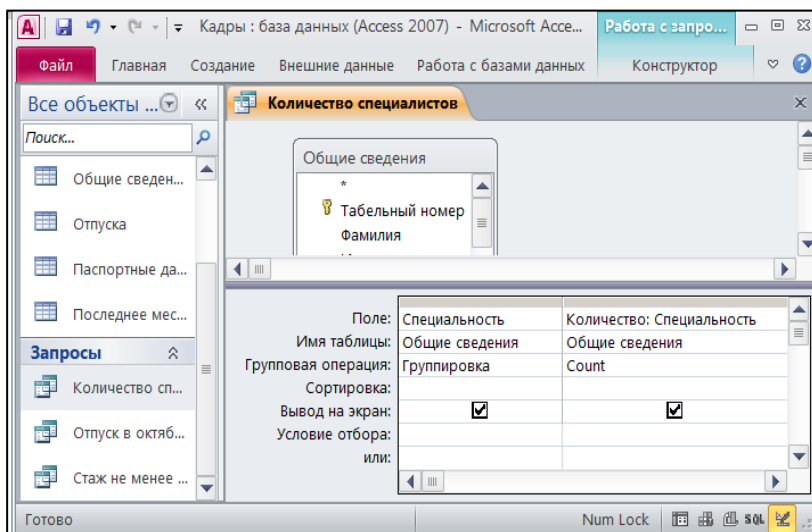 Кадры : база данных (Access 2007) - Microsoft Acce...
Работа с запро...
Файл Главная Создание Внешние данные Работа с базами данных Конструктор
Все объекты ...
Количество специалистов
Поиск...
Общие сведен...
Отпуска
Паспортные да...
Последнее мес...
Запросы
Количество сп...
Отпуск в октяб...
Стаж не менее ...
Общие сведения
*
Табельный номер
Фамилия
Поле: Специальность Количество: Специальность
Имя таблицы: Общие сведения Общие сведения
Групповая операция: Группировка Count
Сортировка:
Вывод на экран:
Условие отбора:
или:
Готово Num Lock SQL